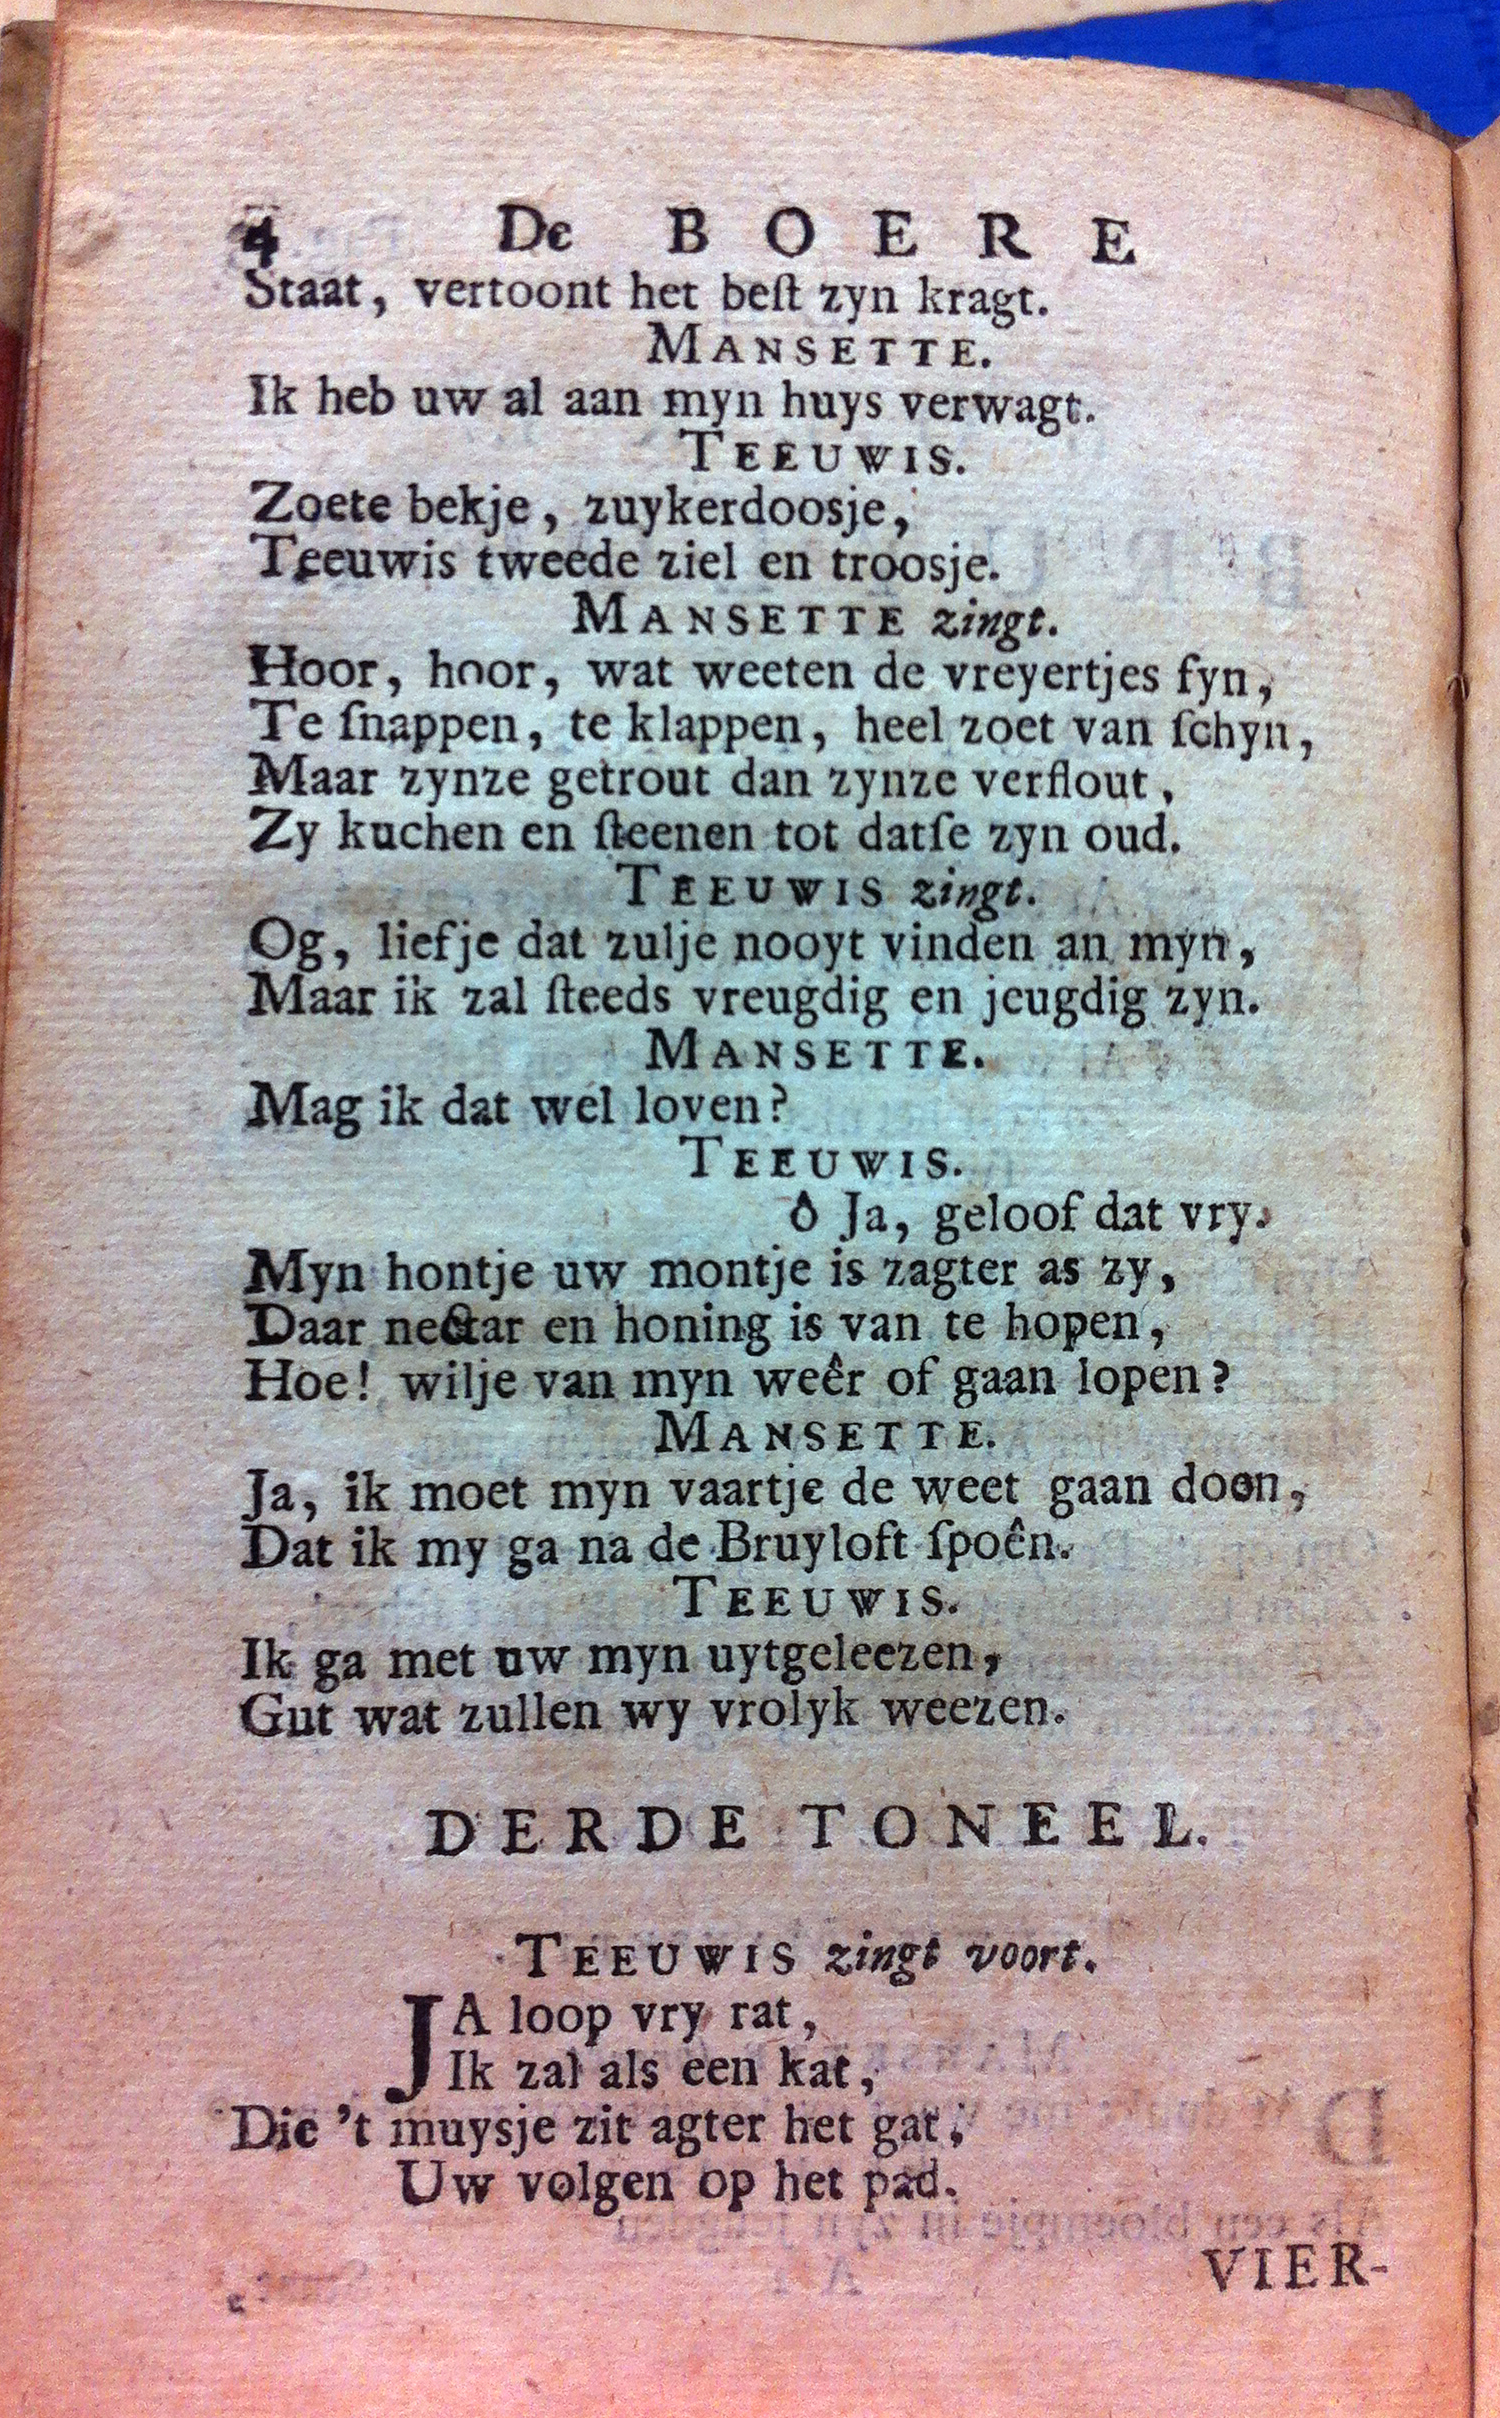 4 De BOERE
Staat, vertoont het beſt zyn kragt.
MANSETTE.
Ik heb uw al aan myn huys verwagt.
TEEUWIS.
Zoete bekje, zuykerdoosje,
Teeuwis tweede ziel en troosje.
MANSETTE zingt.
Hoor, hoor, wat weeten de vreyertjes fyn,
Te ſnappen, te klappen, heel zoet van ſchyn,
Maar zynze getrout dan zynze verflout,
Zy kuchen en ſteenen tot datſe zyn oud.
TEEUWIS zingt.
Og, liefje dat zulje nooyt vinden an myn,
Maar ik zal ſteeds vreugdig en jeugdig zyn.
MANSETTE.
Mag ik dat wel loven?
TEEUWIS.
ô Ja, geloof dat vry.
Myn hontje uw montje is zagter as zy,
Daar nectar en honing is van te hopen,
Hoe! wilje van myn weêr of gaan lopen?
MANSETTE.
Ja, ik moet myn vaartje de weet gaan doen,
Dat ik my ga na de Bruyloft ſpoên.
TEEUWIS.
Ik ga met uw myn uytgeleezen,
Gut wat zullen wy vrolyk weezen.
DERDE TONEEL.
TEEUWIS zingt voort.
JA loop vry rat,
Ik zal als een kat,
Die 't muysje zit agter het gat,
Uw volgen op het pad.
VIER-